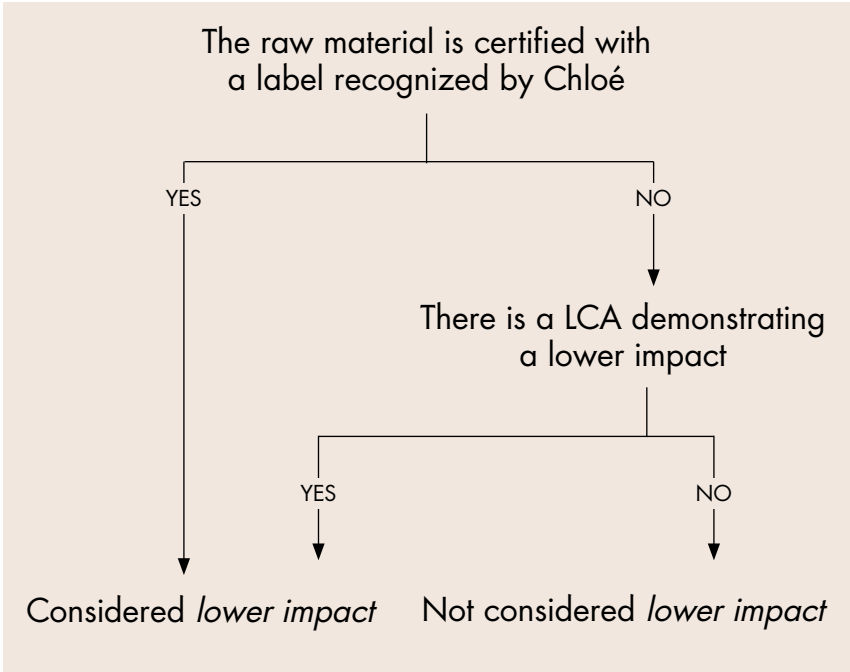 The raw material is certified with
a label recognized by Chloé
YES
NO
There is a LCA demonstrating
a lower impact
YES
NO
Considered lower impact
Not considered lower impact